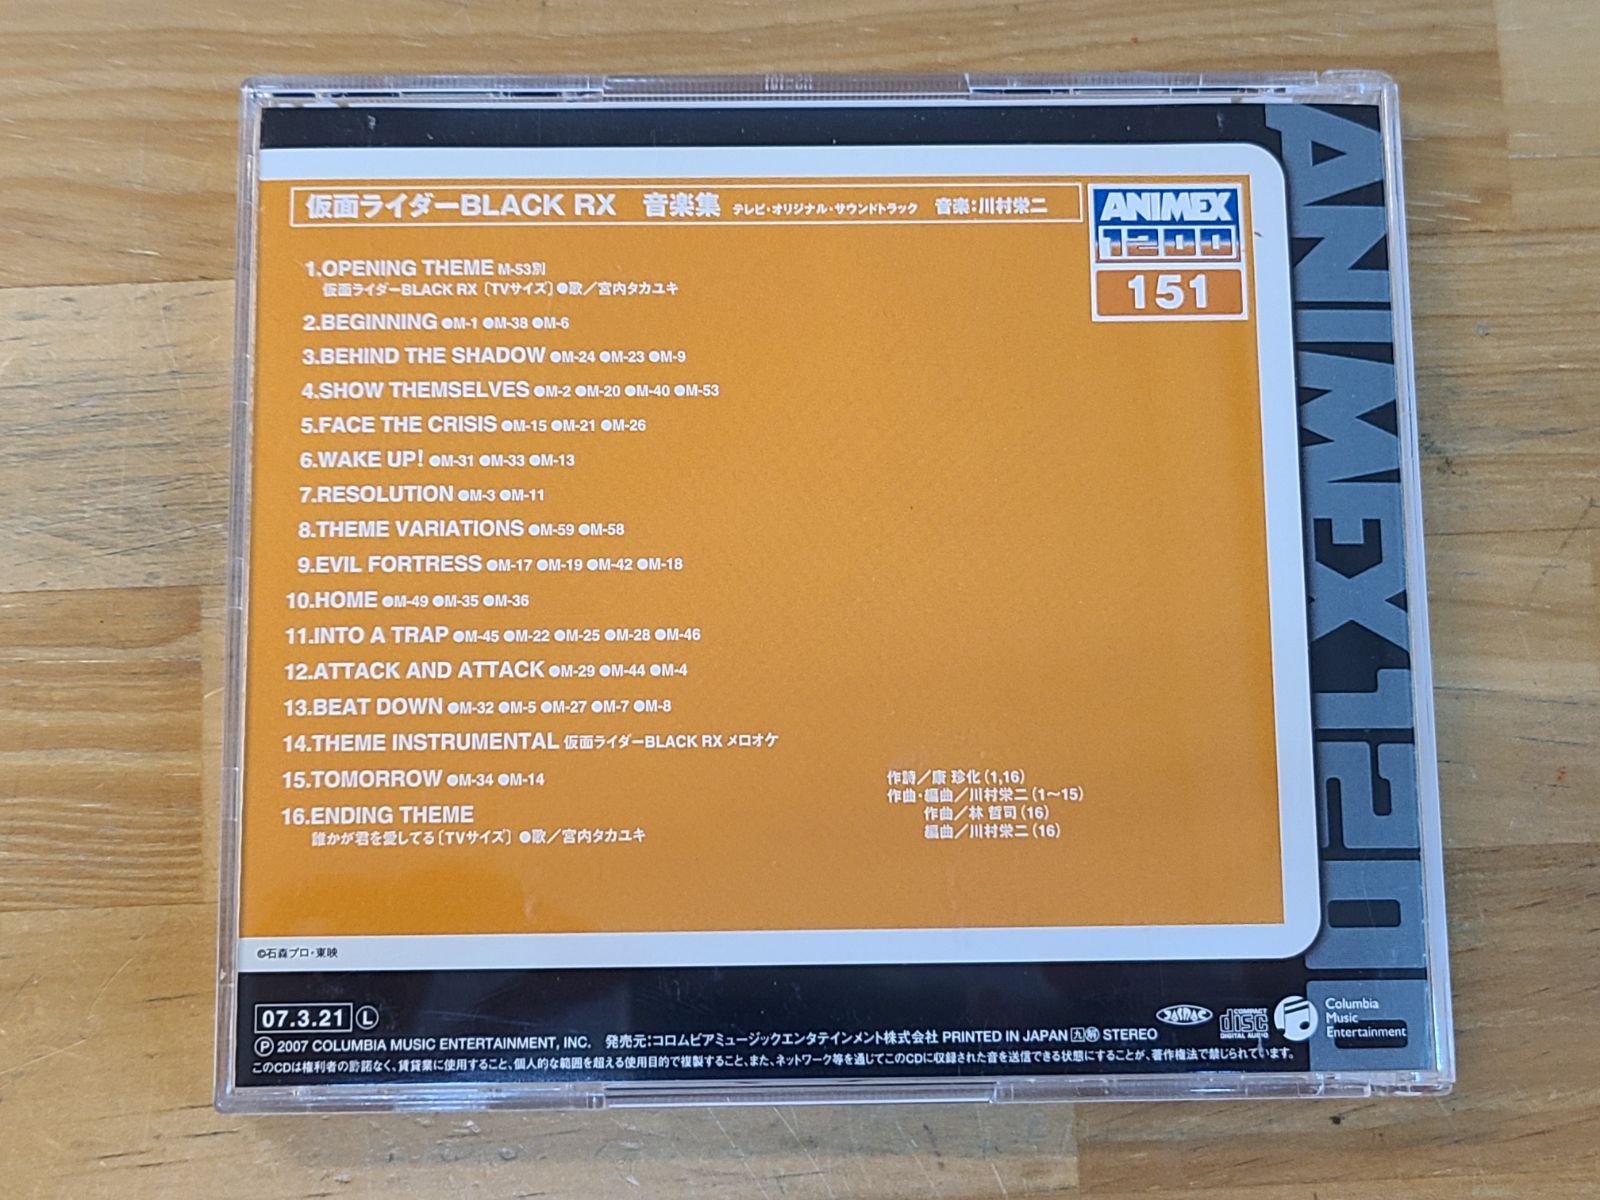 仮面ライダーBLACK RX 音楽集 テレビ・オリジナル・サウンドトラック 音楽:川村栄二
ANIMEX
1200
151
1.OPENING THEME M-53別
仮面ライダーBLACK RX〔TVサイズ〕●歌/宮内タカユキ
2.BEGINNING ●M-1 ●M-38 ●M-6
3.BEHIND THE SHADOW ●M-24 ●M-23 ●M-9
4.SHOW THEMSELVES ●M-2 ●M-20 ●M-40 ●M-53
5.FACE THE CRISIS ●M-15 ●M-21 ●M-26
6.WAKE UP! ●M-31 ●M-33 ●M-13
7.RESOLUTION ●M-3 ●M-11
8.THEME VARIATIONS ●M-59 ●M-58
9.EVIL FORTRESS ●M-17 ●M-19 ●M-42 ●M-18
10.HOME ●M-49 ●M-35 ●M-36
11.INTO A TRAP ●M-45 ●M-22 ●M-25 ●M-28 ●M-46
12.ATTACK AND ATTACK ●M-29 ●M-44 ●M-4
13.BEAT DOWN ●M-32 ●M-5 ●M-27 ●M-7 ●M-8
14.THEME INSTRUMENTAL 仮面ライダーBLACK RX メロオケ
15.TOMORROW ●M-34 ●M-14
16.ENDING THEME
誰かが君を愛してる〔TVサイズ〕●歌/宮内タカユキ
作詩/康 珍化(1,16)
作曲・編曲/川村栄二(1〜15)
作曲/林 哲司(16)
編曲/川村栄二(16)
©石森プロ・東映
07.3.21 Ⓛ
Ⓟ 2007 COLUMBIA MUSIC ENTERTAINMENT, INC. 発売元:コロムビアミュージックエンタテインメント株式会社 PRINTED IN JAPAN 九 解 STEREO
このCDは権利者の許諾なく、賃貸業に使用すること、個人的な範囲を超える使用目的で複製すること、また、ネットワーク等を通じてこのCDに収録された音を送信できる状態にすることが、著作権法で禁じられています。
JASRAC
COMPACT
disc
DIGITAL AUDIO
Columbia
Music
Entertainment
ANIMEX1200